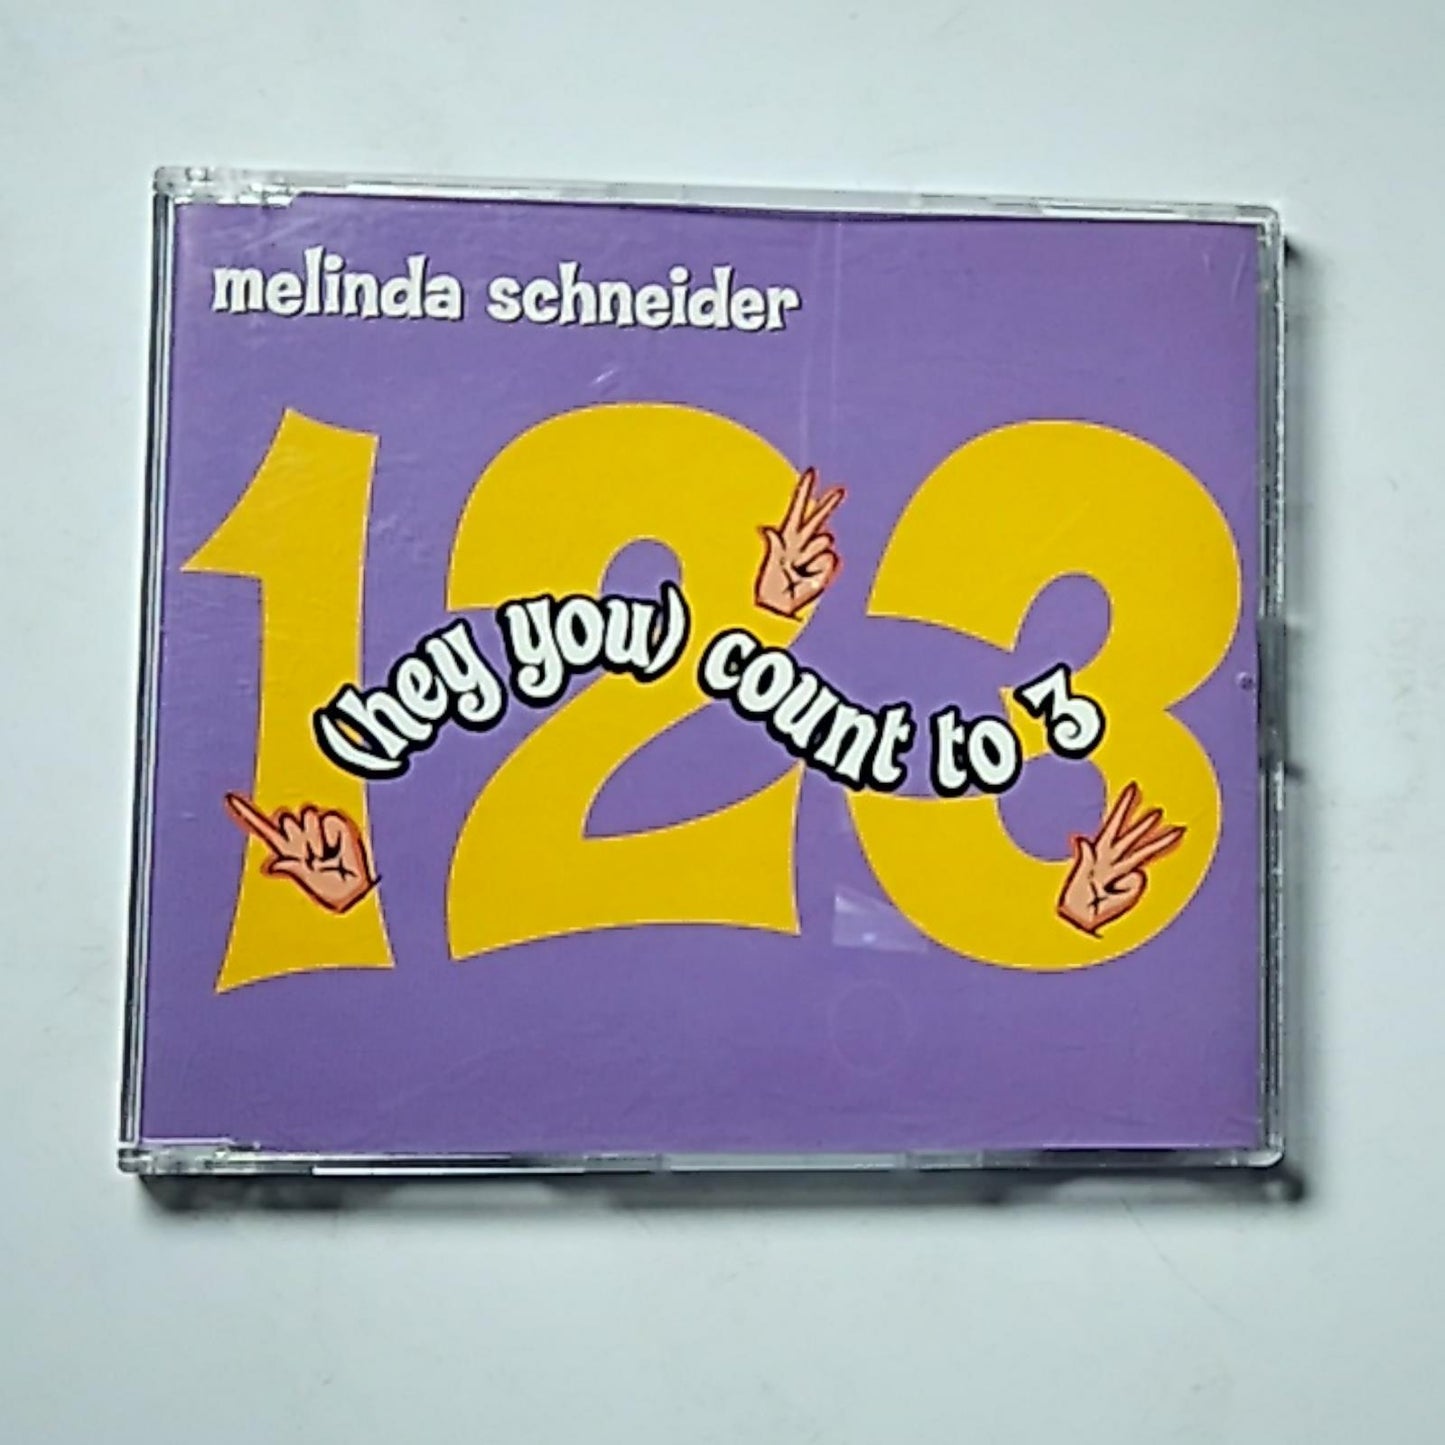 melinda schneider
123
(hey you) count to 3